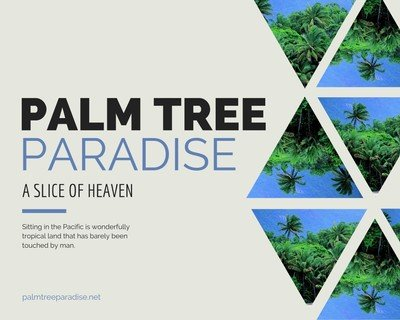 PALM TREE
PARADISE
A SLICE OF HEAVEN
Sitting in the Pacific is wonderfully
tropical land that has barely been
touched by man.
palmtreeparadise.net